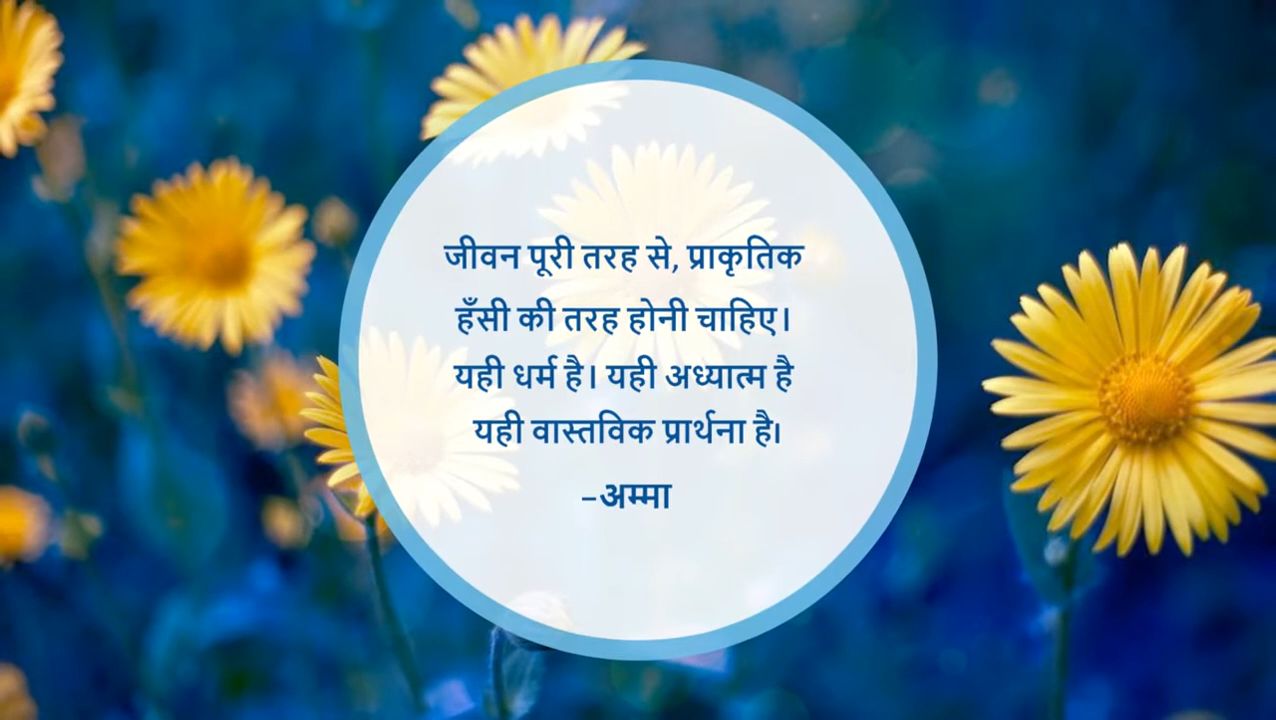 जीवन पूरी तरह से, प्राकृतिक
हँसी की तरह होनी चाहिए।
यही धर्म है। यही अध्यात्म है
यही वास्तविक प्रार्थना है।
–अम्मा